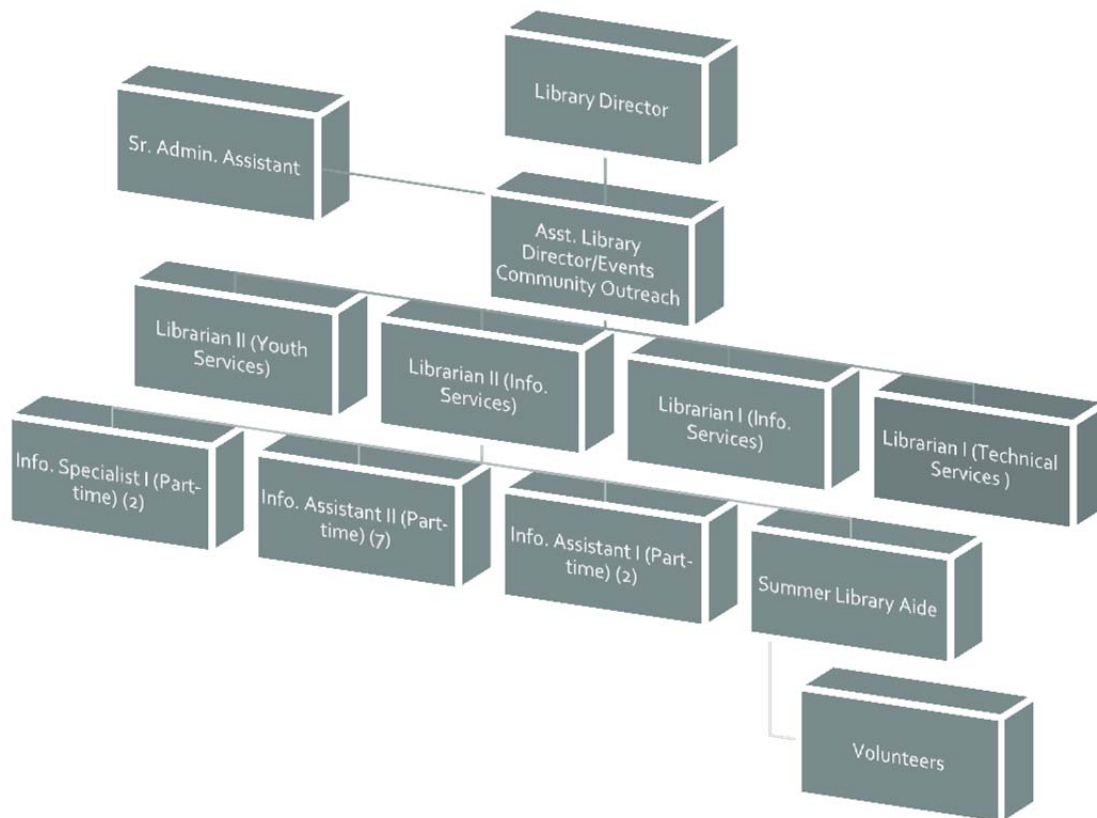 Library Director
Sr. Admin. Assistant
Asst. Library
Director/Events
Community Outreach
Librarian II (Youth
Services)
Librarian II (Info.
Services)
Librarian I (Info.
Services)
Librarian I (Technical
Services )
Info. Specialist I (Part-
time) (2)
Info. Assistant II (Part-
time) (7)
Info. Assistant I (Part-
time) (2)
Summer Library Aide
Volunteers